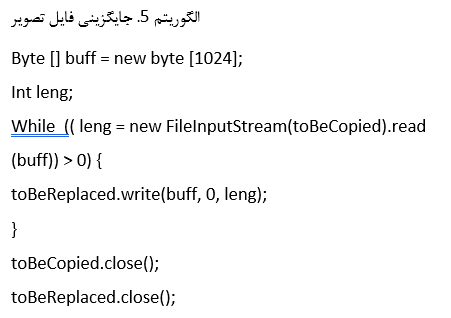 الگوریتم 5. جایگزینی فایل تصویر
Byte [] buff = new byte [1024];
Int leng;
While  (( leng = new FileInputStream(toBeCopied).read
(buff)) > 0) {
toBeReplaced.write(buff, 0, leng);
}
toBeCopied.close();
toBeReplaced.close();